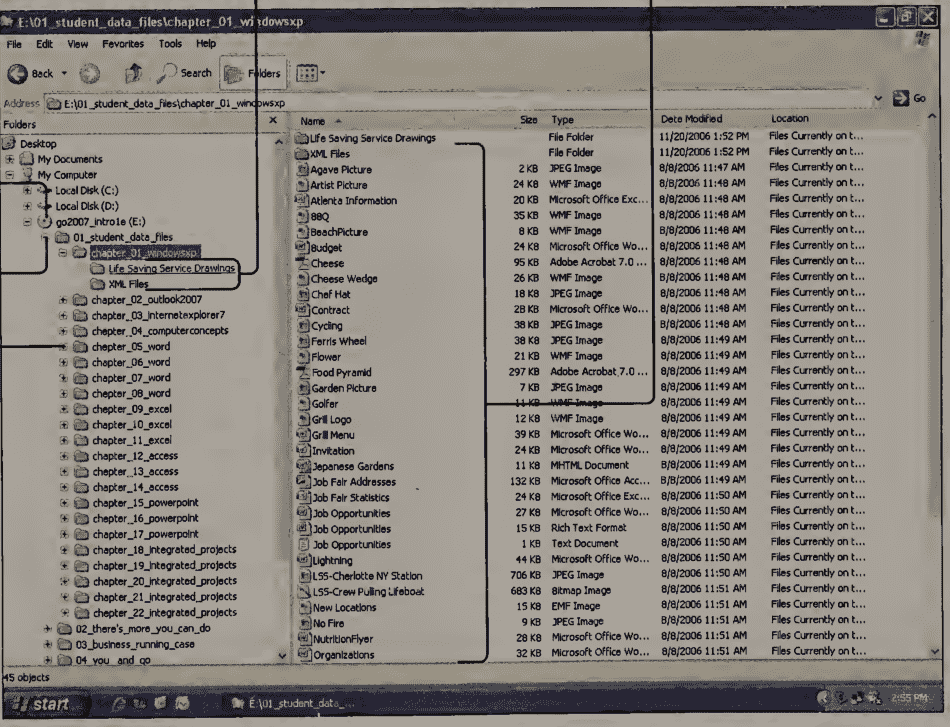 E:\01_student_data_files\chapter_01_windowsxp
File Edit View Favorites Tools Help
Back Search Folders
Address E:\01_student_data_files\chapter_01_windowsxp Go
Folders
Desktop
My Documents
My Computer
Local Disk (C:)
Local Disk (D:)
go2007_intro1e (E:)
01_student_data_files
chapter_01_windowsxp
Life Saving Service Drawings
XML Files
chapter_02_outlook2007
chapter_03_internetexplorer7
chapter_04_computerconcepts
chapter_05_word
chapter_06_word
chapter_07_word
chapter_08_word
chapter_09_excel
chapter_10_excel
chapter_11_excel
chapter_12_access
chapter_13_access
chapter_14_access
chapter_15_powerpoint
chapter_16_powerpoint
chapter_17_powerpoint
chapter_18_integrated_projects
chapter_19_integrated_projects
chapter_20_integrated_projects
chapter_21_integrated_projects
chapter_22_integrated_projects
02_there's_more_you_can_do
03_business_running_case
04_you_and_go
Name Size Type Date Modified Location
Life Saving Service Drawings File Folder 11/20/2006 1:52 PM Files Currently on t...
XML Files File Folder 11/20/2006 1:52 PM Files Currently on t...
Agave Picture 2 KB JPEG Image 8/8/2006 11:47 AM Files Currently on t...
Artist Picture 24 KB WMF Image 8/8/2006 11:48 AM Files Currently on t...
Atlanta Information 20 KB Microsoft Office Exc... 8/8/2006 11:48 AM Files Currently on t...
BBQ 35 KB WMF Image 8/8/2006 11:48 AM Files Currently on t...
BeachPicture 8 KB WMF Image 8/8/2006 11:48 AM Files Currently on t...
Budget 24 KB Microsoft Office Wo... 8/8/2006 11:48 AM Files Currently on t...
Cheese 95 KB Adobe Acrobat 7.0 ... 8/8/2006 11:48 AM Files Currently on t...
Cheese Wedge 26 KB WMF Image 8/8/2006 11:48 AM Files Currently on t...
Chef Hat 18 KB JPEG Image 8/8/2006 11:48 AM Files Currently on t...
Contract 28 KB Microsoft Office Wo... 8/8/2006 11:48 AM Files Currently on t...
Cycling 38 KB JPEG Image 8/8/2006 11:48 AM Files Currently on t...
Ferris Wheel 38 KB JPEG Image 8/8/2006 11:49 AM Files Currently on t...
Flower 21 KB WMF Image 8/8/2006 11:49 AM Files Currently on t...
Food Pyramid 297 KB Adobe Acrobat 7.0 ... 8/8/2006 11:49 AM Files Currently on t...
Garden Picture 7 KB JPEG Image 8/8/2006 11:49 AM Files Currently on t...
Golfer 11 KB WMF Image 8/8/2006 11:49 AM Files Currently on t...
Grill Logo 12 KB WMF Image 8/8/2006 11:49 AM Files Currently on t...
Grill Menu 39 KB Microsoft Office Wo... 8/8/2006 11:49 AM Files Currently on t...
Invitation 24 KB Microsoft Office Wo... 8/8/2006 11:49 AM Files Currently on t...
Japanese Gardens 11 KB MHTML Document 8/8/2006 11:49 AM Files Currently on t...
Job Fair Addresses 132 KB Microsoft Office Acc... 8/8/2006 11:49 AM Files Currently on t...
Job Fair Statistics 24 KB Microsoft Office Exc... 8/8/2006 11:50 AM Files Currently on t...
Job Opportunities 27 KB Microsoft Office Wo... 8/8/2006 11:50 AM Files Currently on t...
Job Opportunities 15 KB Rich Text Format 8/8/2006 11:50 AM Files Currently on t...
Job Opportunities 1 KB Text Document 8/8/2006 11:50 AM Files Currently on t...
Lightning 44 KB Microsoft Office Wo... 8/8/2006 11:50 AM Files Currently on t...
LSS-Charlotte NY Station 706 KB JPEG Image 8/8/2006 11:50 AM Files Currently on t...
LSS-Crew Pulling Lifeboat 683 KB Bitmap Image 8/8/2006 11:51 AM Files Currently on t...
New Locations 15 KB EMF Image 8/8/2006 11:51 AM Files Currently on t...
No Fire 9 KB JPEG Image 8/8/2006 11:51 AM Files Currently on t...
NutritionFlyer 28 KB Microsoft Office Wo... 8/8/2006 11:51 AM Files Currently on t...
Organizations 32 KB Microsoft Office Wo... 8/8/2006 11:51 AM Files Currently on t...
45 objects
start E:\01_student_data_... 2:55 PM